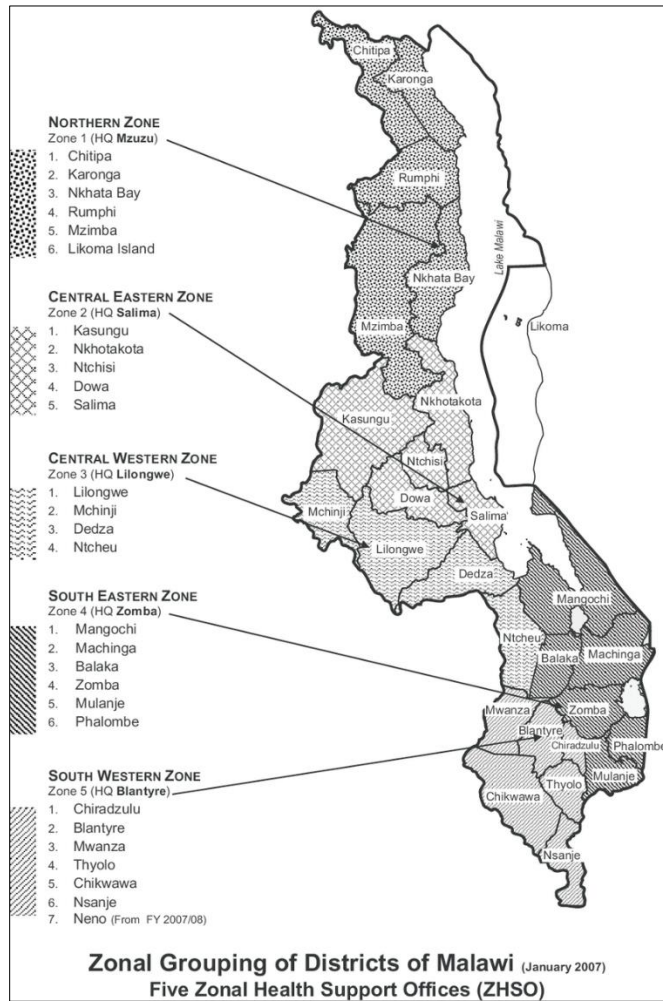 NORTHERN ZONE
Zone 1 (HQ Mzuzu)
1. Chitipa
2. Karonga
3. Nkhata Bay
4. Rumphi
5. Mzimba
6. Likoma Island
CENTRAL EASTERN ZONE
Zone 2 (HQ Salima)
1. Kasungu
2. Nkhotakota
3. Ntchisi
4. Dowa
5. Salima
CENTRAL WESTERN ZONE
Zone 3 (HQ Lilongwe)
1. Lilongwe
2. Mchinji
3. Dedza
4. Ntcheu
SOUTH EASTERN ZONE
Zone 4 (HQ Zomba)
1. Mangochi
2. Machinga
3. Balaka
4. Zomba
5. Mulanje
6. Phalombe
SOUTH WESTERN ZONE
Zone 5 (HQ Blantyre)
1. Chiradzulu
2. Blantyre
3. Mwanza
4. Thyolo
5. Chikwawa
6. Nsanje
7. Neno (From FY 2007/08)
Chitipa
Karonga
Rumphi
Lake Malawi
Nkhata Bay
Mzimba
Likoma
Nkhotakota
Kasungu
Ntchisi
Dowa
Mchinji
Salima
Lilongwe
Dedza
Mangochi
Ntcheu
Balaka
Machinga
Mwanza
Zomba
Blantyre
Chiradzulu
Phalombe
Mulanje
Thyolo
Chikwawa
Nsanje
Zonal Grouping of Districts of Malawi (January 2007)
Five Zonal Health Support Offices (ZHSO)